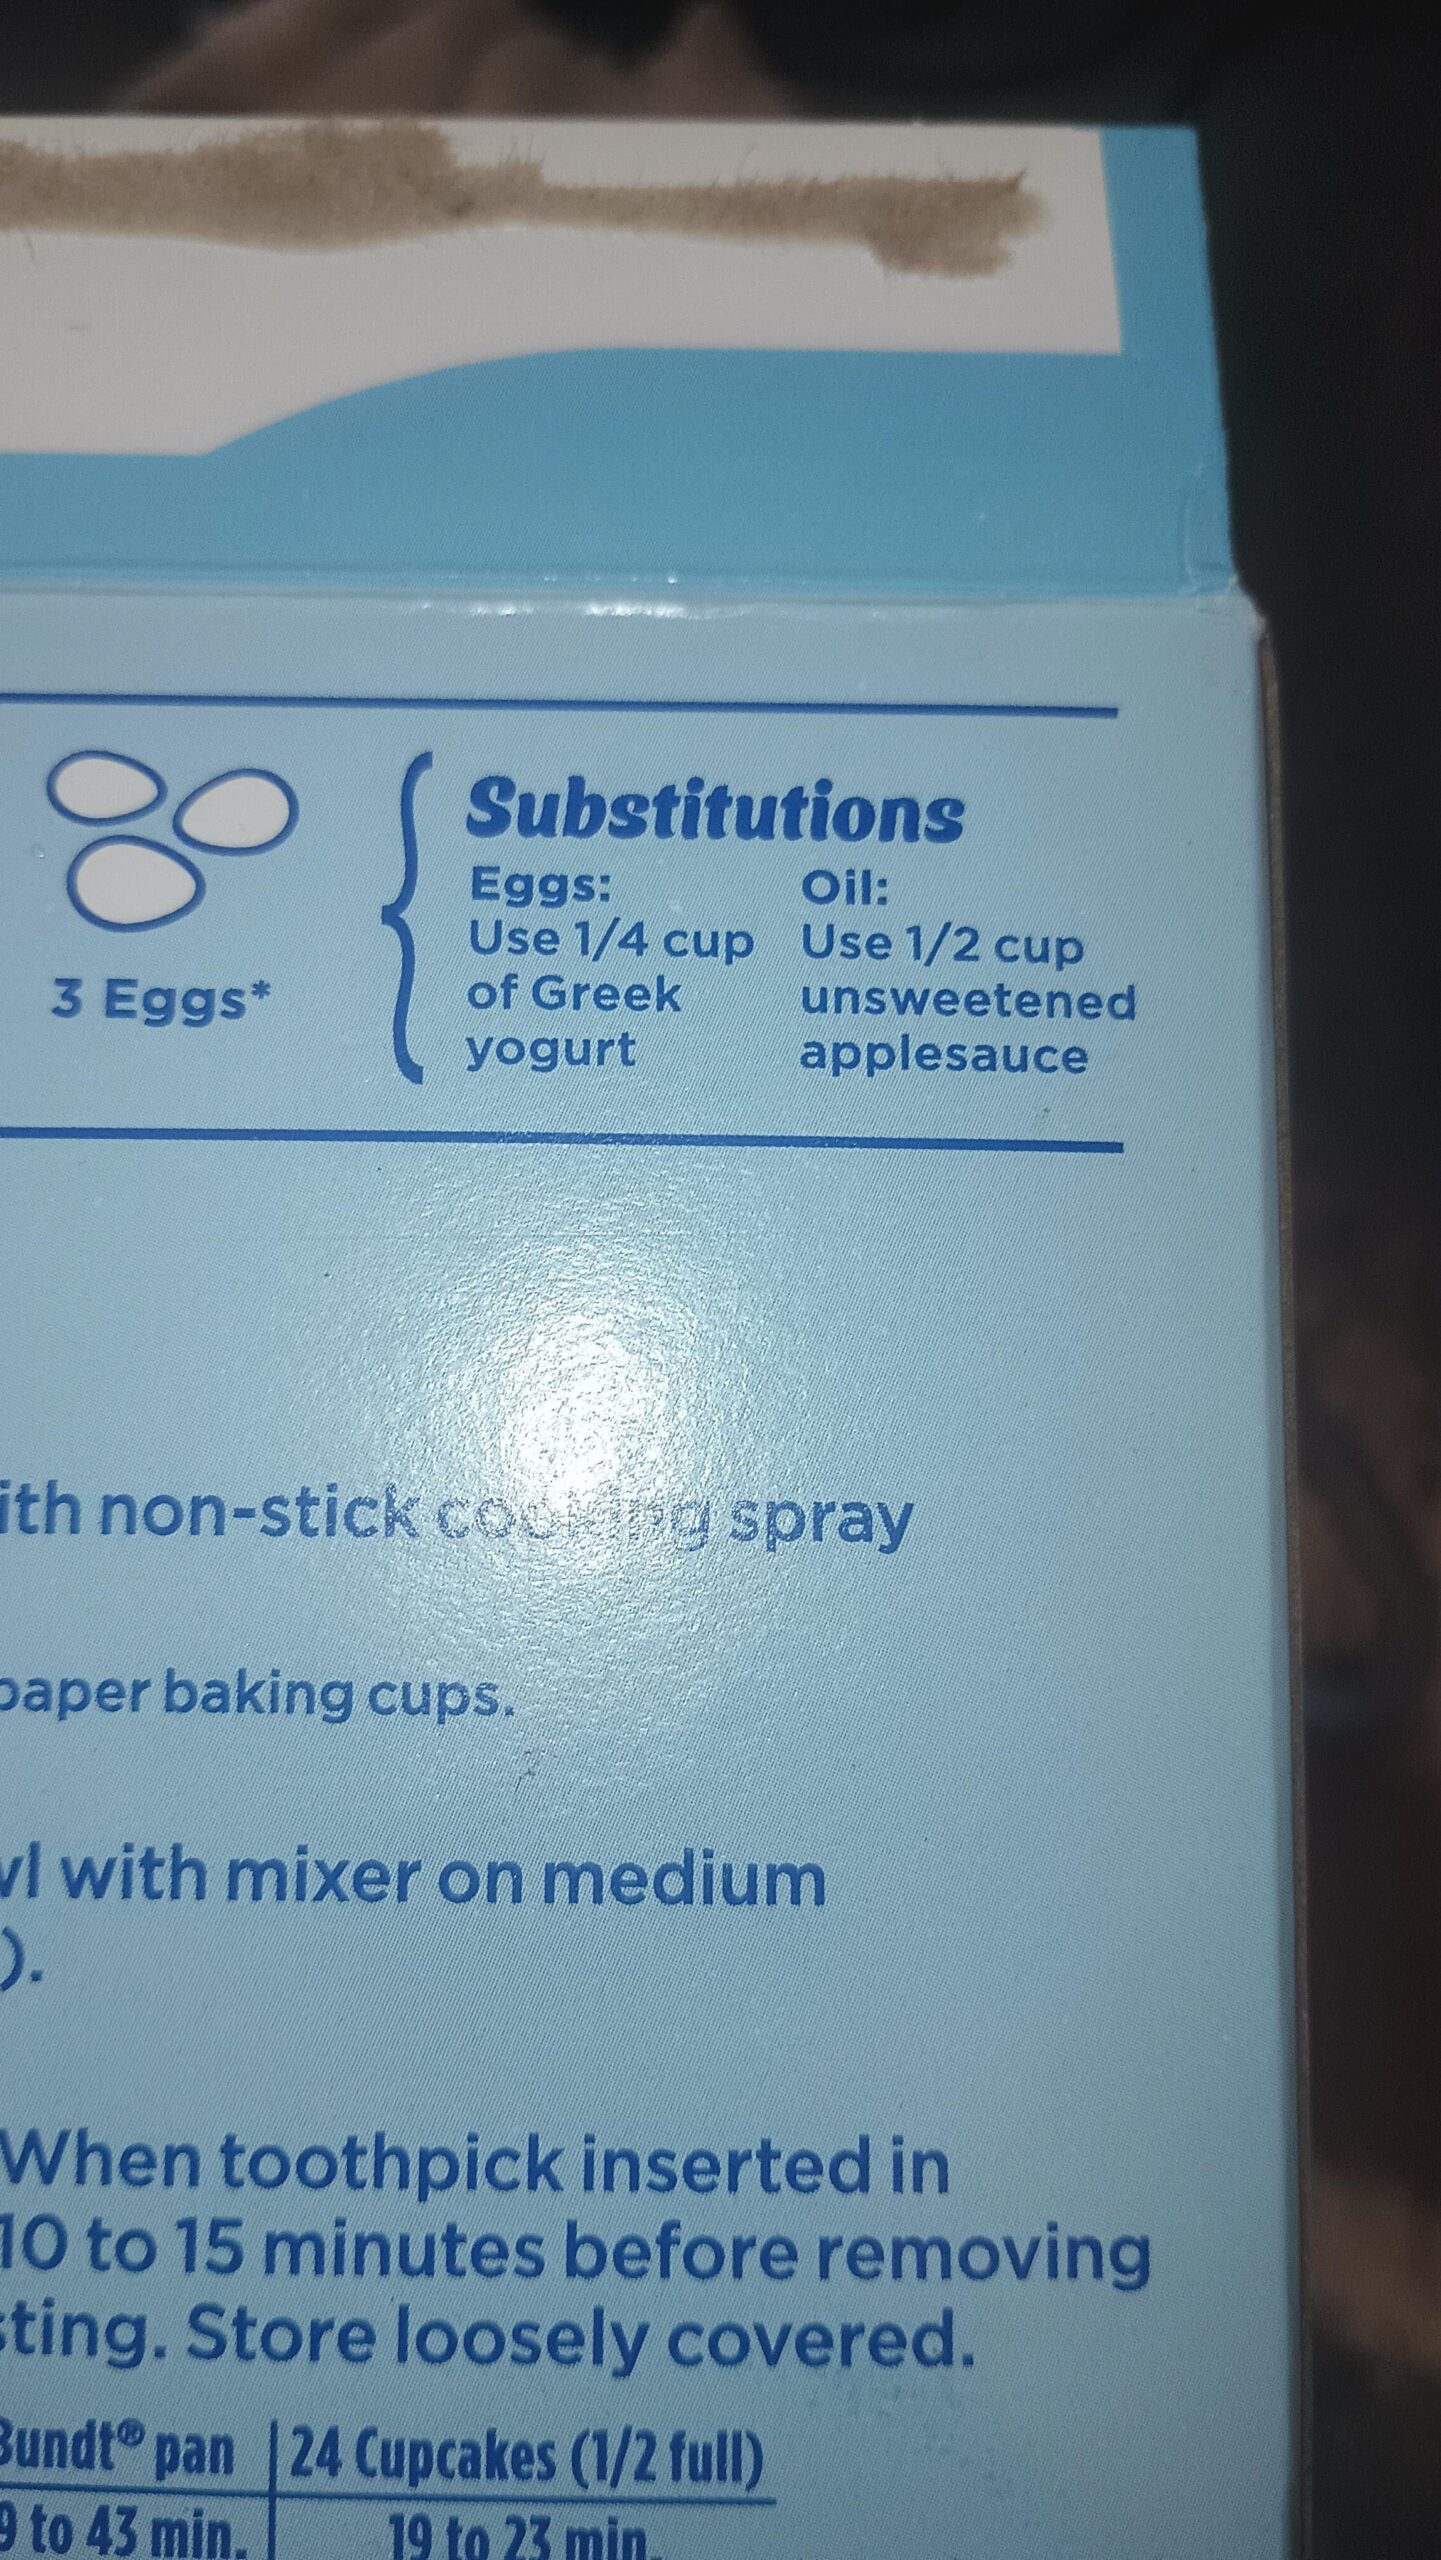 Substitutions
Eggs:
Use 1/4 cup
of Greek
yogurt
Oil:
Use 1/2 cup
unsweetened
applesauce
3 Eggs*
ith non-stick cooking spray
paper baking cups.
wl with mixer on medium
).
When toothpick inserted in
10 to 15 minutes before removing
sting. Store loosely covered.
Bundt® pan | 24 Cupcakes (1/2 full)
9 to 43 min. | 19 to 23 min.